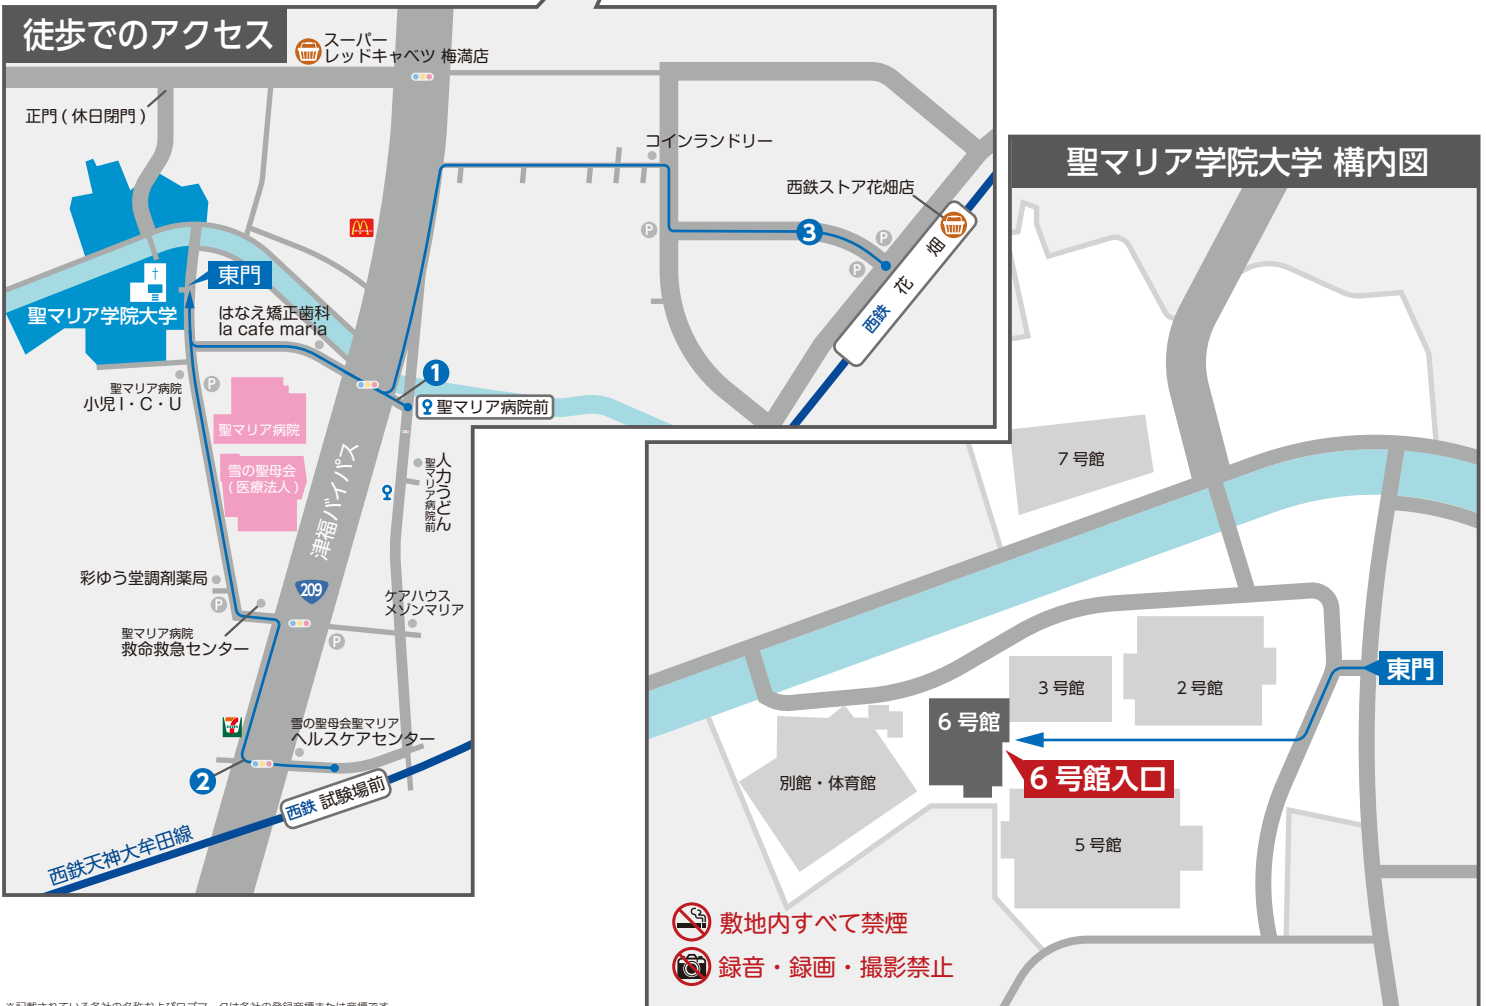 徒歩でのアクセス
スーパー
レッドキャベツ 梅満店
正門 ( 休日閉門 )
コインランドリー
西鉄ストア花畑店
P
3
P
P
西鉄 花 畑
東門
聖マリア学院大学
はなえ矯正歯科
la cafe maria
1
聖マリア病院前
聖マリア病院
小児 I・C・U
P
聖マリア病院
雪の聖母会
( 医療法人 )
津福バイパス
人力うどん
聖マリア病院前
彩ゆう堂調剤薬局
P
209
ケアハウス
メゾンマリア
聖マリア病院
救命救急センター
P
7
雪の聖母会聖マリア
ヘルスケアセンター
2
西鉄 試験場前
西鉄天神大牟田線
聖マリア学院大学 構内図
7 号館
東門
3 号館
2 号館
6 号館
6 号館入口
別館・体育館
5 号館
敷地内すべて禁煙
録音・録画・撮影禁止